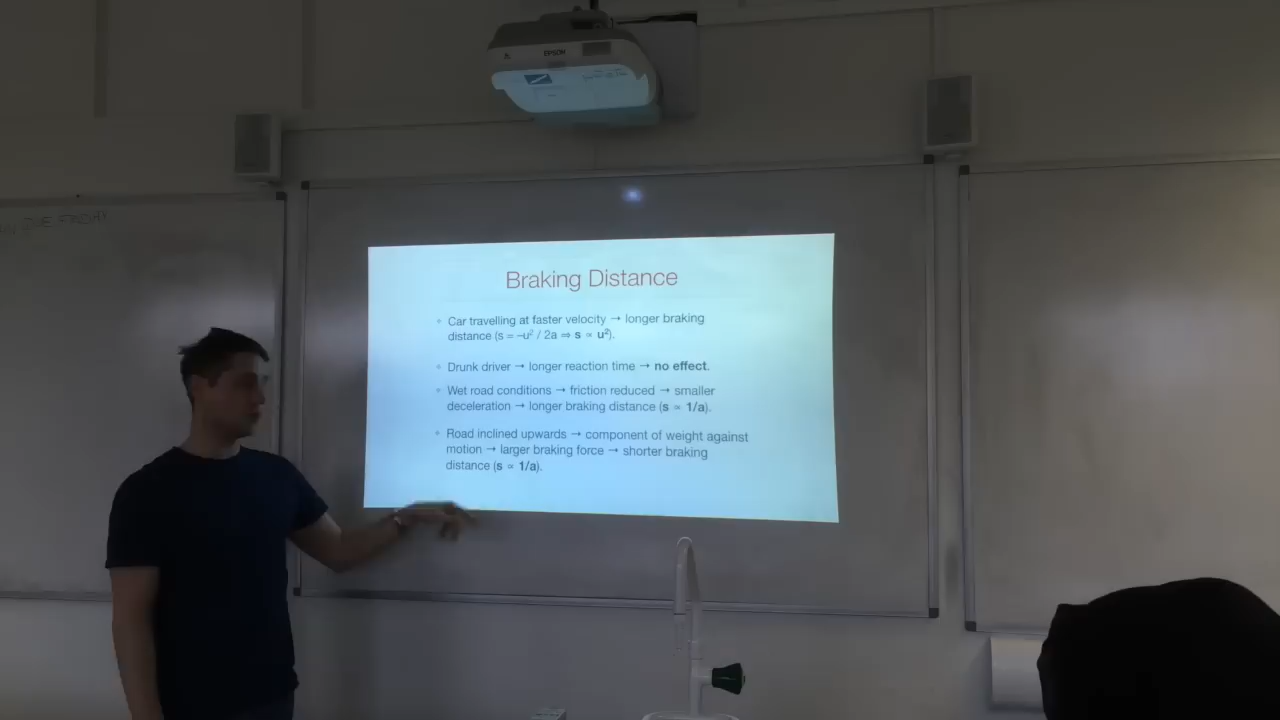 EPSON
Braking Distance
Car travelling at faster velocity → longer braking
distance (s = -u² / 2a ⇒ s ∝ u²).
Drunk driver → longer reaction time → no effect.
Wet road conditions → friction reduced → smaller
deceleration → longer braking distance (s ∝ 1/a).
Road inclined upwards → component of weight against
motion → larger braking force → shorter braking
distance (s ∝ 1/a).